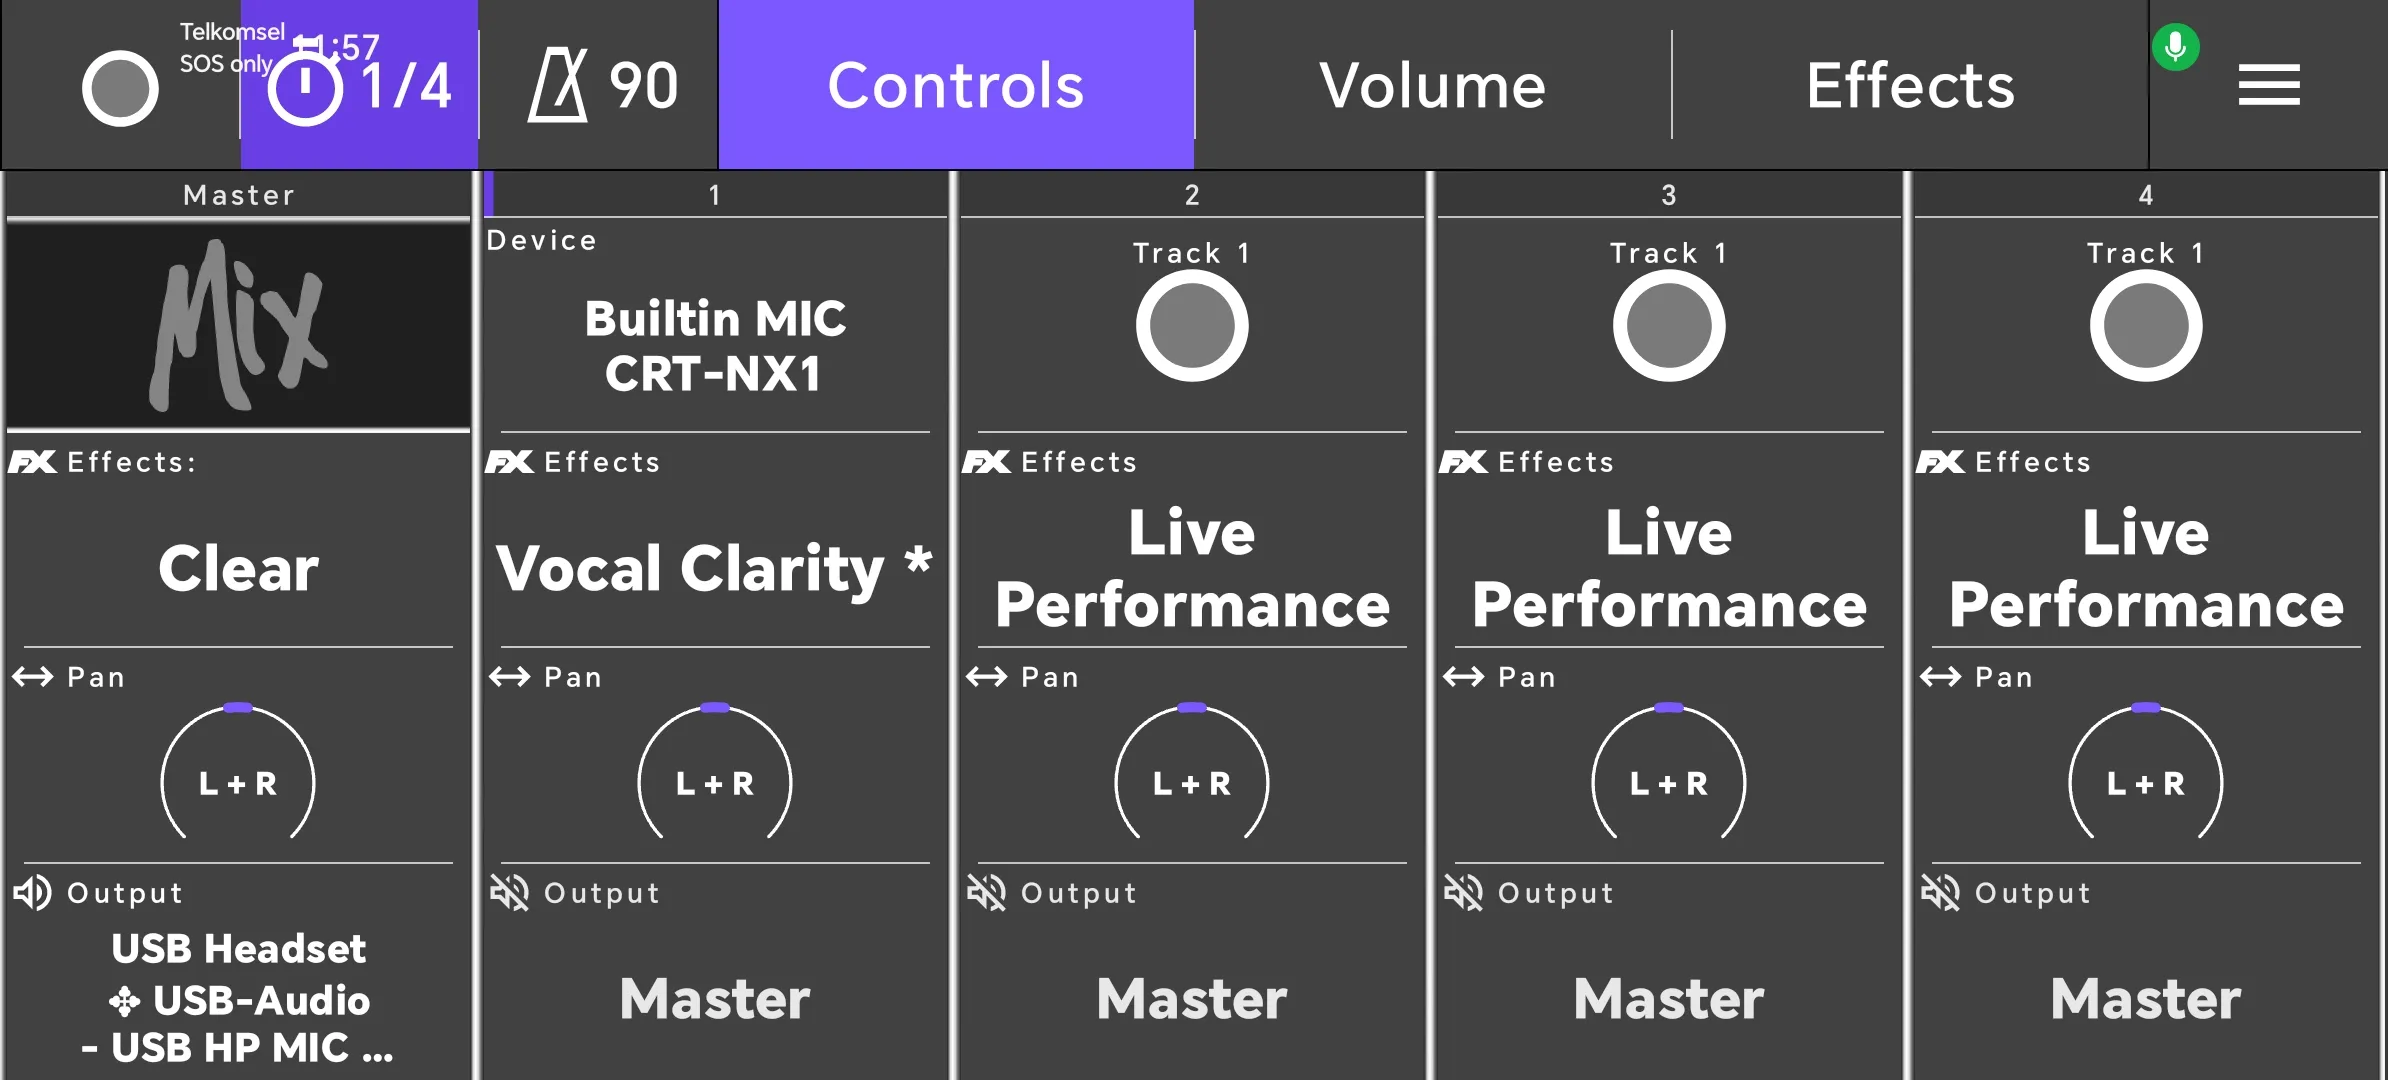 Telkomsel
SOS only
11:57
1/4
90
Controls
Volume
Effects
Master
1
2
3
4
Mix
Device
Builtin MIC
CRT-NX1
Track 1
Track 1
Track 1
FX Effects:
FX Effects
FX Effects
FX Effects
FX Effects
Clear
Vocal Clarity *
Live
Performance
Live
Performance
Live
Performance
Pan
Pan
Pan
Pan
Pan
L + R
L + R
L + R
L + R
L + R
Output
Output
Output
Output
Output
USB Headset
✣ USB-Audio
- USB HP MIC ...
Master
Master
Master
Master